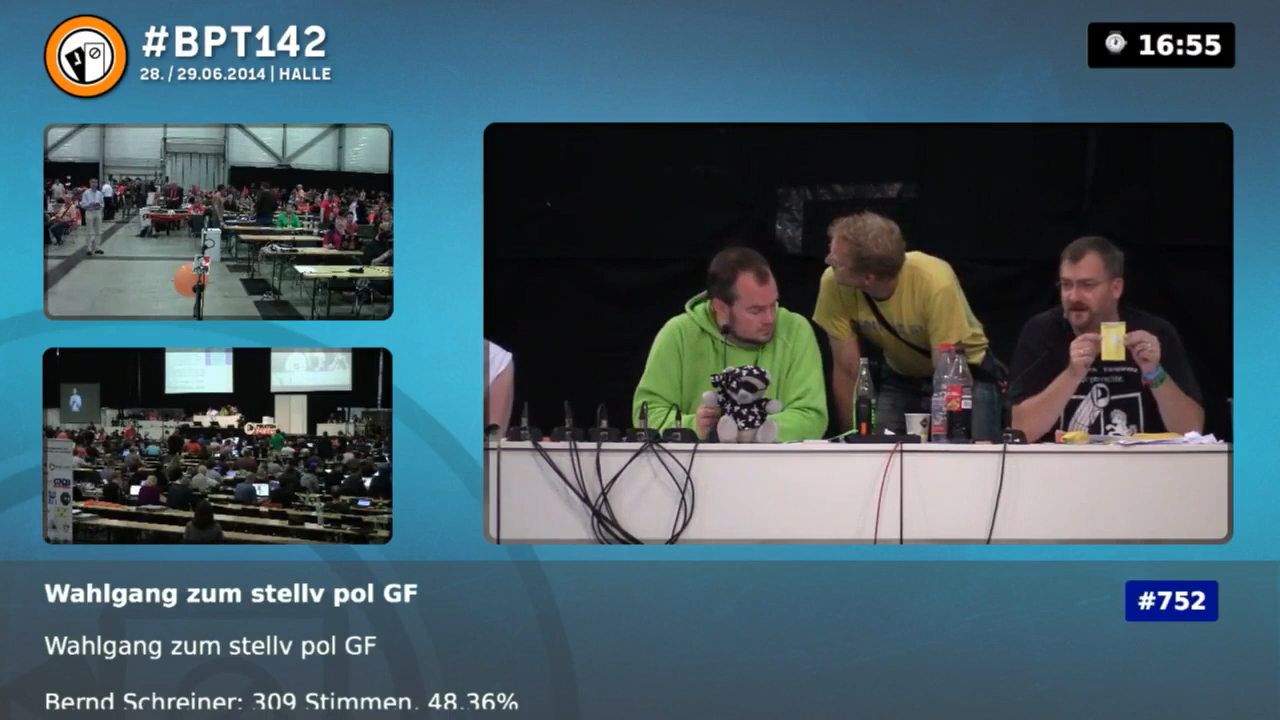 #BPT142
28. / 29.06.2014 | HALLE
16:55
Wahlgang zum stellv pol GF
#752
Wahlgang zum stellv pol GF
Bernd Schreiner: 309 Stimmen, 48.36%